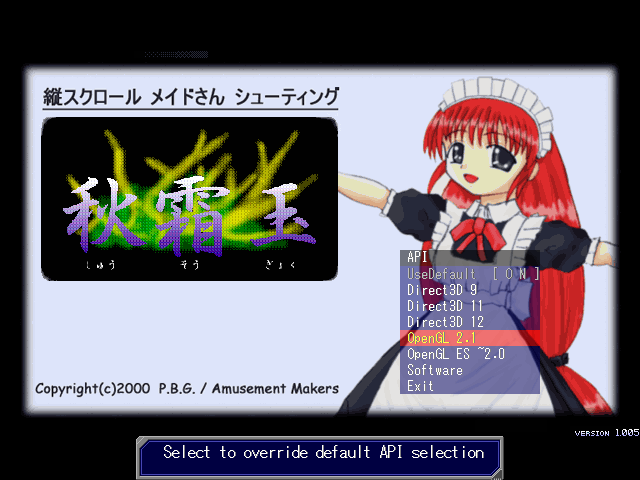 縦スクロール メイドさん シューティング
秋霜玉
しゅう そう ぎょく
API
UseDefault [ O N ]
Direct3D 9
Direct3D 11
Direct3D 12
OpenGL 2.1
OpenGL ES ~2.0
Software
Exit
Copyright(c)2000 P.B.G. / Amusement Makers
VERSION 1.005
Select to override default API selection